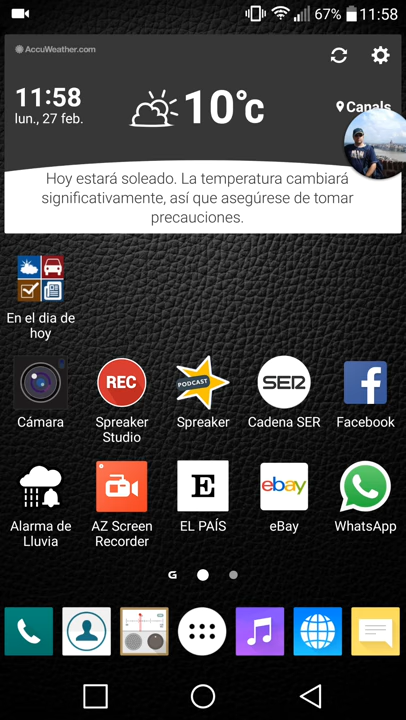 67% 11:58
AccuWeather.com
11:58
lun., 27 feb.
10°c
Canals
Hoy estará soleado. La temperatura cambiará
significativamente, así que asegúrese de tomar
precauciones.
En el dia de
hoy
REC
PODCAST
SER
Cámara
Spreaker
Studio
Spreaker
Cadena SER
Facebook
E
ebay
Alarma de
Lluvia
AZ Screen
Recorder
EL PAÍS
eBay
WhatsApp
G